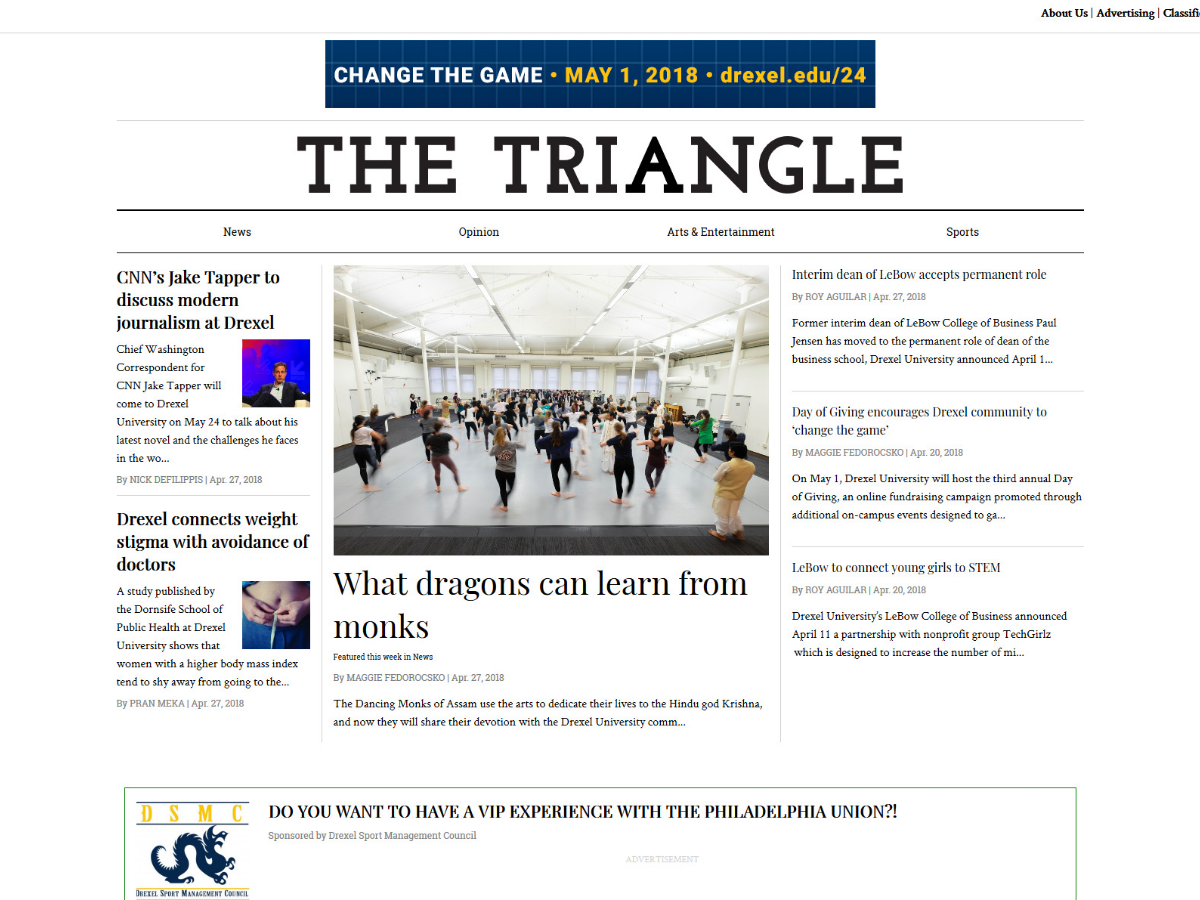 About Us | Advertising | Classifi
CHANGE THE GAME • MAY 1, 2018 • drexel.edu/24
THE TRIANGLE
News
Opinion
Arts & Entertainment
Sports
CNN's Jake Tapper to
discuss modern
journalism at Drexel
Chief Washington
Correspondent for
CNN Jake Tapper will
come to Drexel
University on May 24 to talk about his
latest novel and the challenges he faces
in the wo...
By NICK DEFILIPPIS | Apr. 27, 2018
Drexel connects weight
stigma with avoidance of
doctors
A study published by
the Dornsife School of
Public Health at Drexel
University shows that
women with a higher body mass index
tend to shy away from going to the...
By PRAN MEKA | Apr. 27, 2018
What dragons can learn from
monks
Featured this week in News
By MAGGIE FEDOROCSKO | Apr. 27, 2018
The Dancing Monks of Assam use the arts to dedicate their lives to the Hindu god Krishna,
and now they will share their devotion with the Drexel University comm...
Interim dean of LeBow accepts permanent role
By ROY AGUILAR | Apr. 27, 2018
Former interim dean of LeBow College of Business Paul
Jensen has moved to the permanent role of dean of the
business school, Drexel University announced April 1...
Day of Giving encourages Drexel community to
‘change the game’
By MAGGIE FEDOROCSKO | Apr. 20, 2018
On May 1, Drexel University will host the third annual Day
of Giving, an online fundraising campaign promoted through
additional on-campus events designed to ga...
LeBow to connect young girls to STEM
By ROY AGUILAR | Apr. 20, 2018
Drexel University's LeBow College of Business announced
April 11 a partnership with nonprofit group TechGirlz
which is designed to increase the number of mi...
DSMC
DREXEL SPORT MANAGEMENT COUNCIL
DO YOU WANT TO HAVE A VIP EXPERIENCE WITH THE PHILADELPHIA UNION?!
Sponsored by Drexel Sport Management Council
ADVERTISEMENT